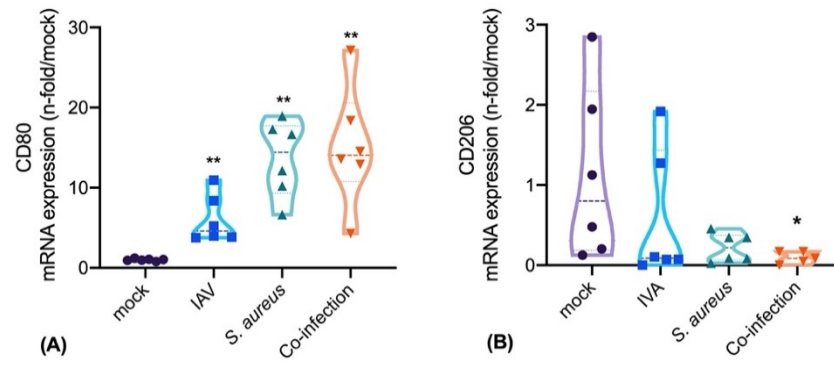 CD80
mRNA expression (n-fold/mock)
30
20
10
0
**
**
**
mock
IAV
S. aureus
Co-infection
(A)
CD206
mRNA expression (n-fold/mock)
3
2
1
0
*
mock
IVA
S. aureus
Co-infection
(B)